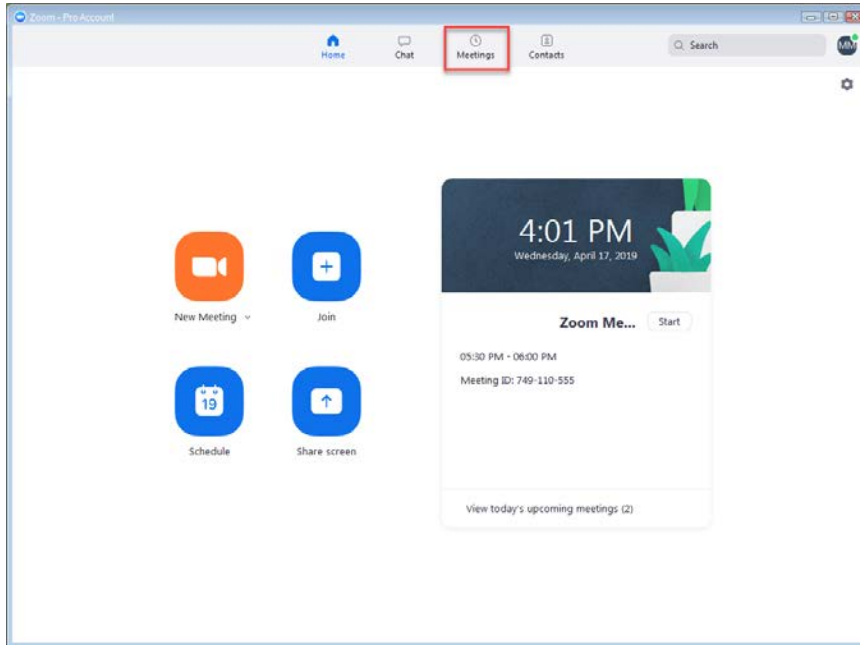 Zoom - Pro Account
Home Chat Meetings Contacts Search MM
4:01 PM
Wednesday, April 17, 2019
New Meeting Join
Zoom Me... Start
05:30 PM - 06:00 PM
Meeting ID: 749-110-555
19
Schedule Share screen
View today's upcoming meetings (2)